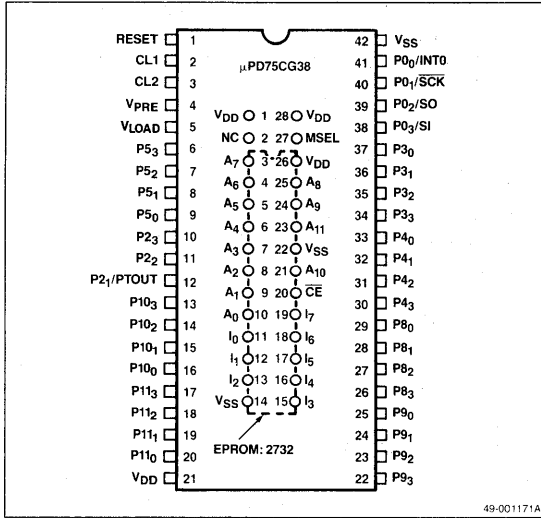 RESET 1 42 VSS
CL1 2 µPD75CG38 41 P00/INT0
CL2 3 40 P01/SCK
VPRE 4 39 P02/SO
VDD 1 28 VDD
VLOAD 5 38 P03/SI
NC 2 27 MSEL
P53 6 37 P30
A7 3 26 VDD
P52 7 36 P31
A6 4 25 A8
P51 8 35 P32
A5 5 24 A9
P50 9 34 P33
A4 6 23 A11
P23 10 33 P40
A3 7 22 VSS
P22 11 32 P41
A2 8 21 A10
P21/PTOUT 12 31 P42
A1 9 20 CE
P103 13 30 P43
A0 10 19 I7
P102 14 29 P80
I0 11 18 I6
P101 15 28 P81
I1 12 17 I5
P100 16 27 P82
I2 13 16 I4
P113 17 26 P83
VSS 14 15 I3
P112 18 25 P90
P111 19 24 P91
EPROM: 2732
P110 20 23 P92
VDD 21 22 P93
49-001171A